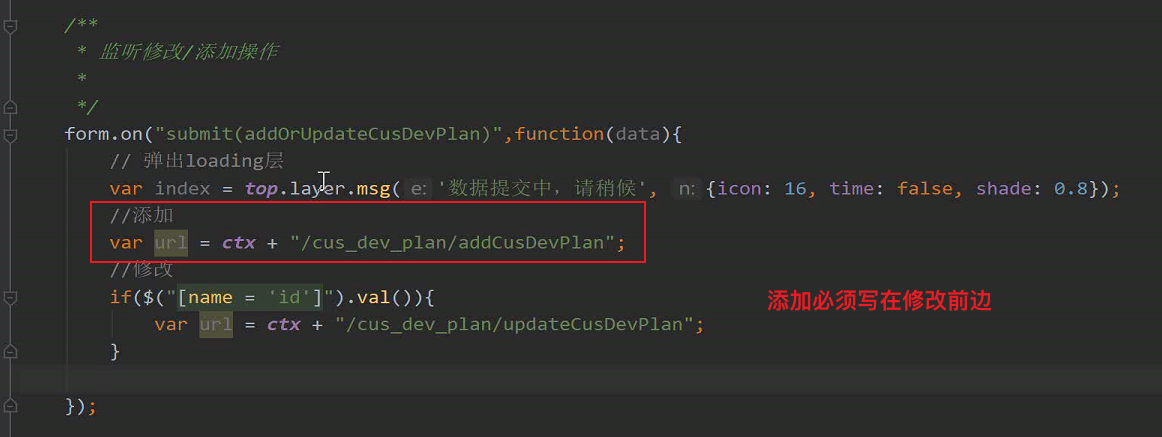 /**
* 监听修改/添加操作
*
*/
form.on("submit(addOrUpdateCusDevPlan)",function(data){
// 弹出loading层
var index = top.layer.msg( e: '数据提交中，请稍候', n: {icon: 16, time: false, shade: 0.8});
//添加
var url = ctx + "/cus_dev_plan/addCusDevPlan";
//修改
if($("[name = 'id']").val()){
添加必须写在修改前边
var url = ctx + "/cus_dev_plan/updateCusDevPlan";
}
});